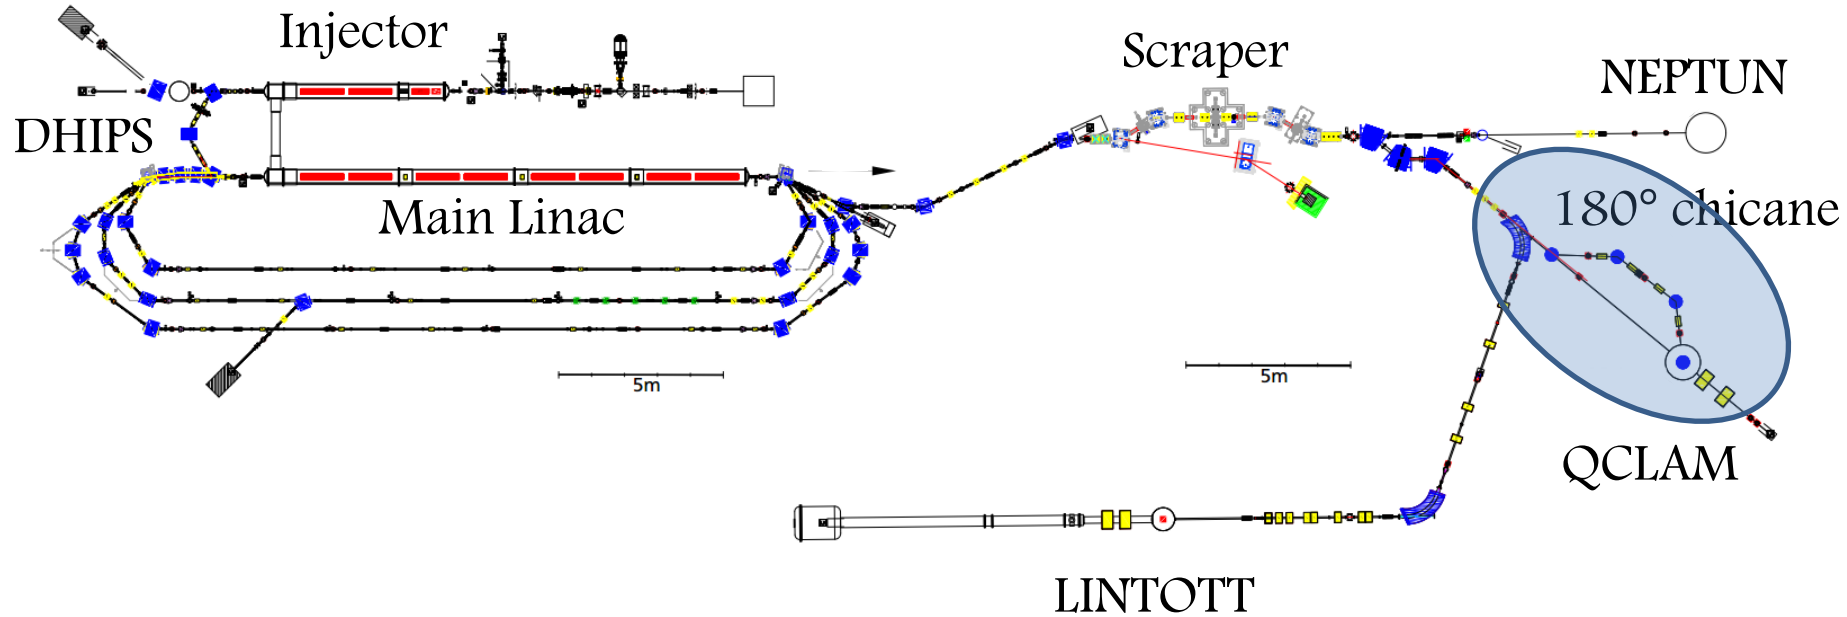 Injector
Scraper
NEPTUN
DHIPS
180° chicane
Main Linac
5m
5m
QCLAM
LINTOTT